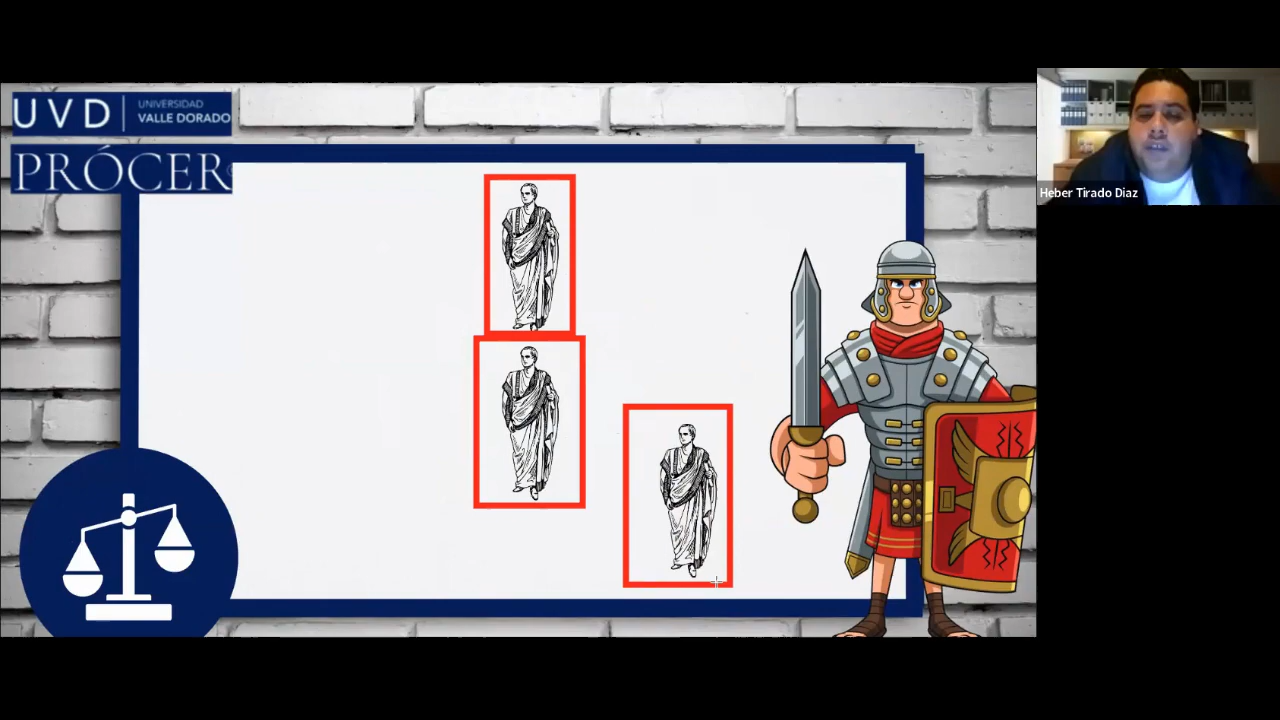 UVD
UNIVERSIDAD
VALLE DORADO
PRÓCER
Heber Tirado Diaz